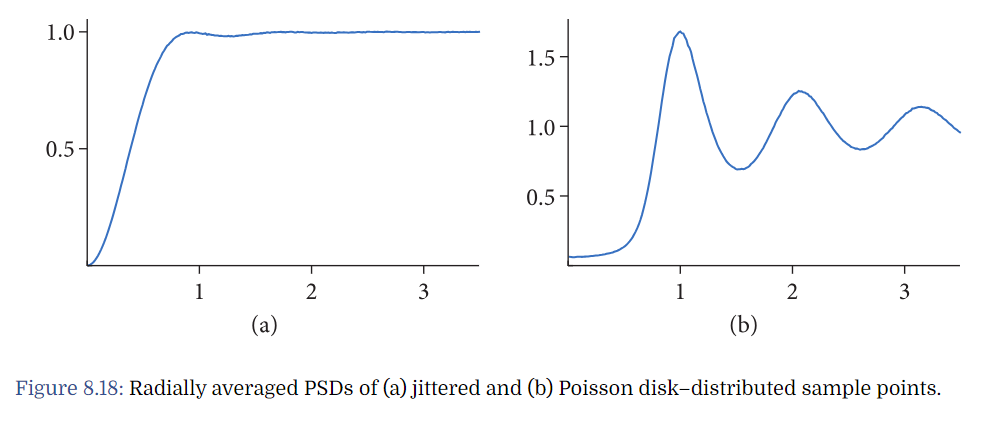 1.0
0.5
1 2 3
(a)
1.5
1.0
0.5
1 2 3
(b)
Figure 8.18: Radially averaged PSDs of (a) jittered and (b) Poisson disk–distributed sample points.